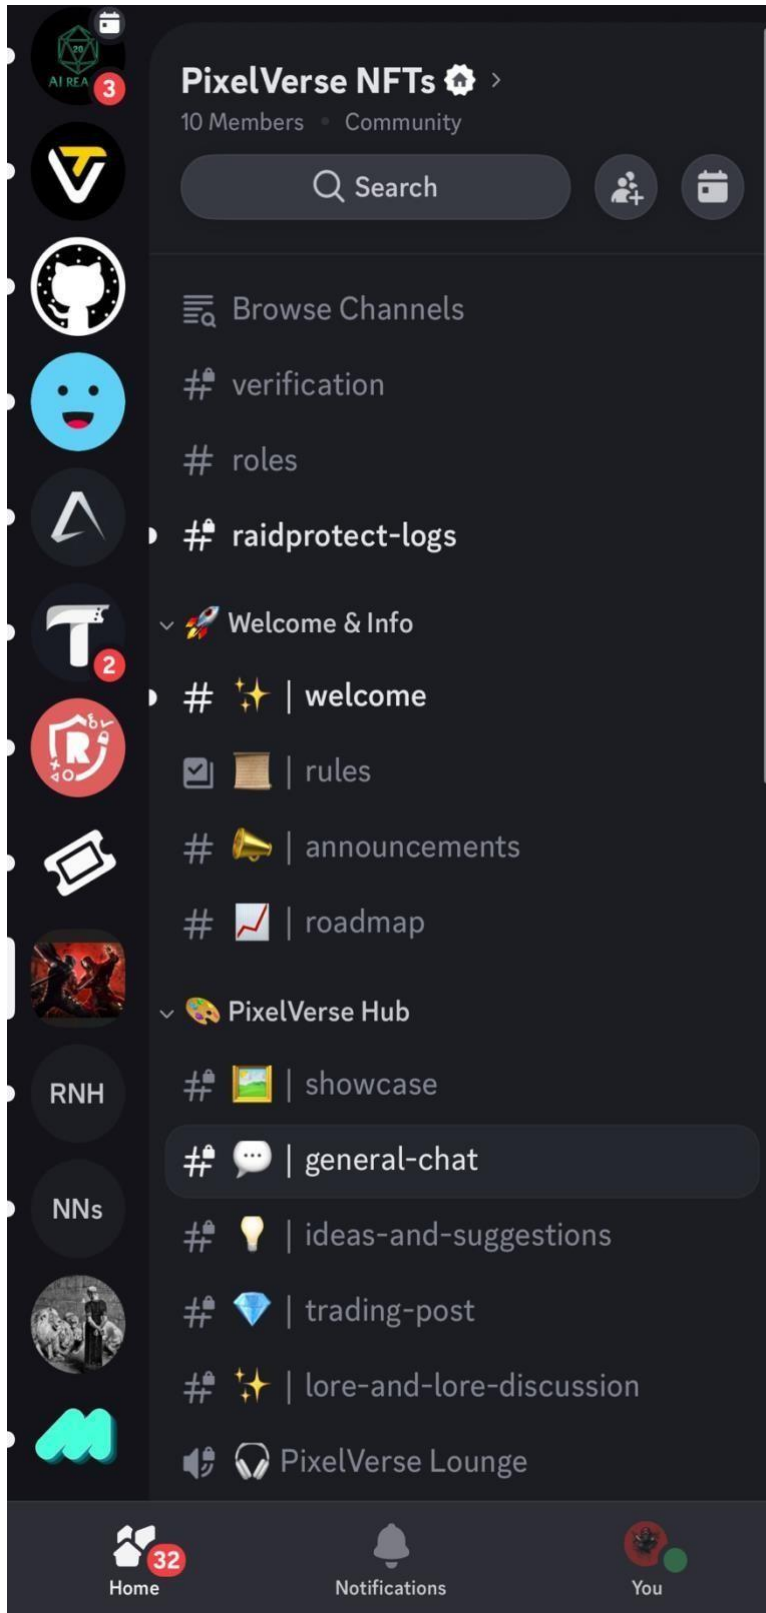 AI REA
3
PixelVerse NFTs
10 Members • Community
Search
Browse Channels
verification
roles
raidprotect-logs
Welcome & Info
| welcome
| rules
| announcements
| roadmap
PixelVerse Hub
| showcase
| general-chat
| ideas-and-suggestions
| trading-post
| lore-and-lore-discussion
PixelVerse Lounge
20
T
2
R
RNH
NNs
32
Home
Notifications
You